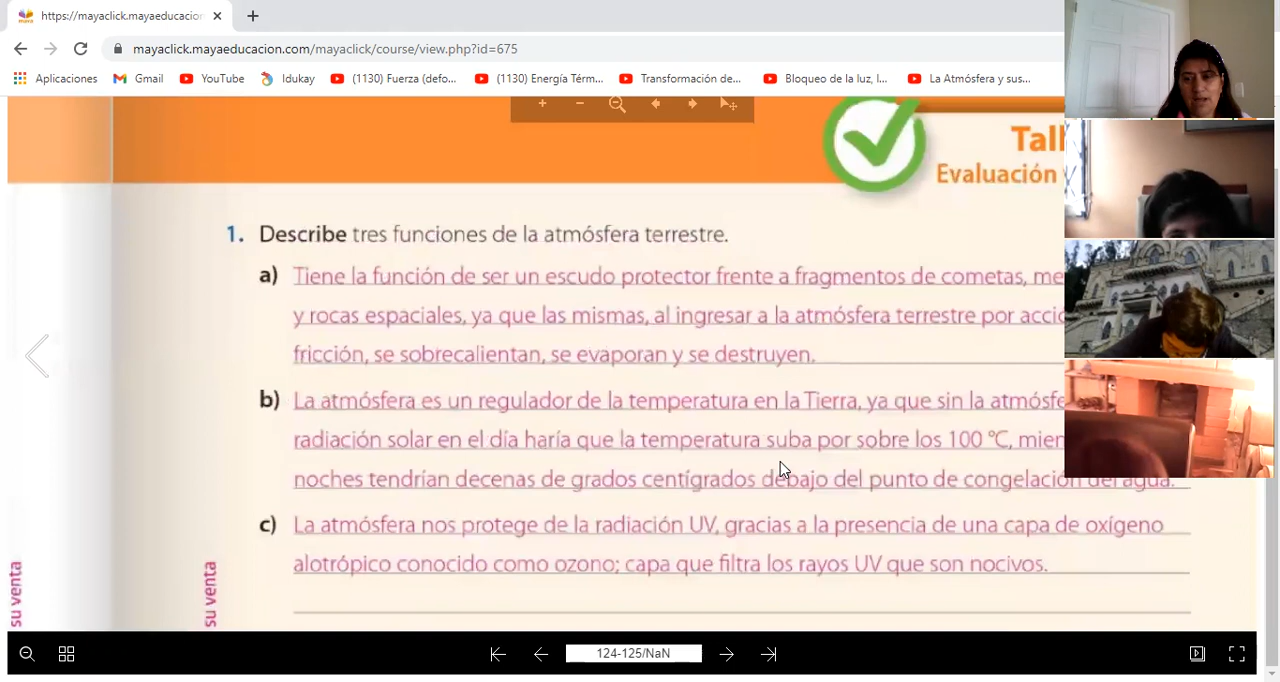 https://mayaclick.mayaeducacion
mayaclick.mayaeducacion.com/mayaclick/course/view.php?id=675
Aplicaciones Gmail YouTube Idukay (1130) Fuerza (defo... (1130) Energía Térm... Transformación de... Bloqueo de la luz, l... La Atmósfera y sus...
Tall
Evaluación
1. Describe tres funciones de la atmósfera terrestre.
a) Tiene la función de ser un escudo protector frente a fragmentos de cometas, me
y rocas espaciales, ya que las mismas, al ingresar a la atmósfera terrestre por acci
fricción, se sobrecalientan, se evaporan y se destruyen.
b) La atmósfera es un regulador de la temperatura en la Tierra, ya que sin la atmósfe
radiación solar en el día haría que la temperatura suba por sobre los 100 °C, mien
noches tendrían decenas de grados centígrados debajo del punto de congelación del agua.
c) La atmósfera nos protege de la radiación UV, gracias a la presencia de una capa de oxígeno
alotrópico conocido como ozono; capa que filtra los rayos UV que son nocivos.
su venta
su venta
124-125/NaN